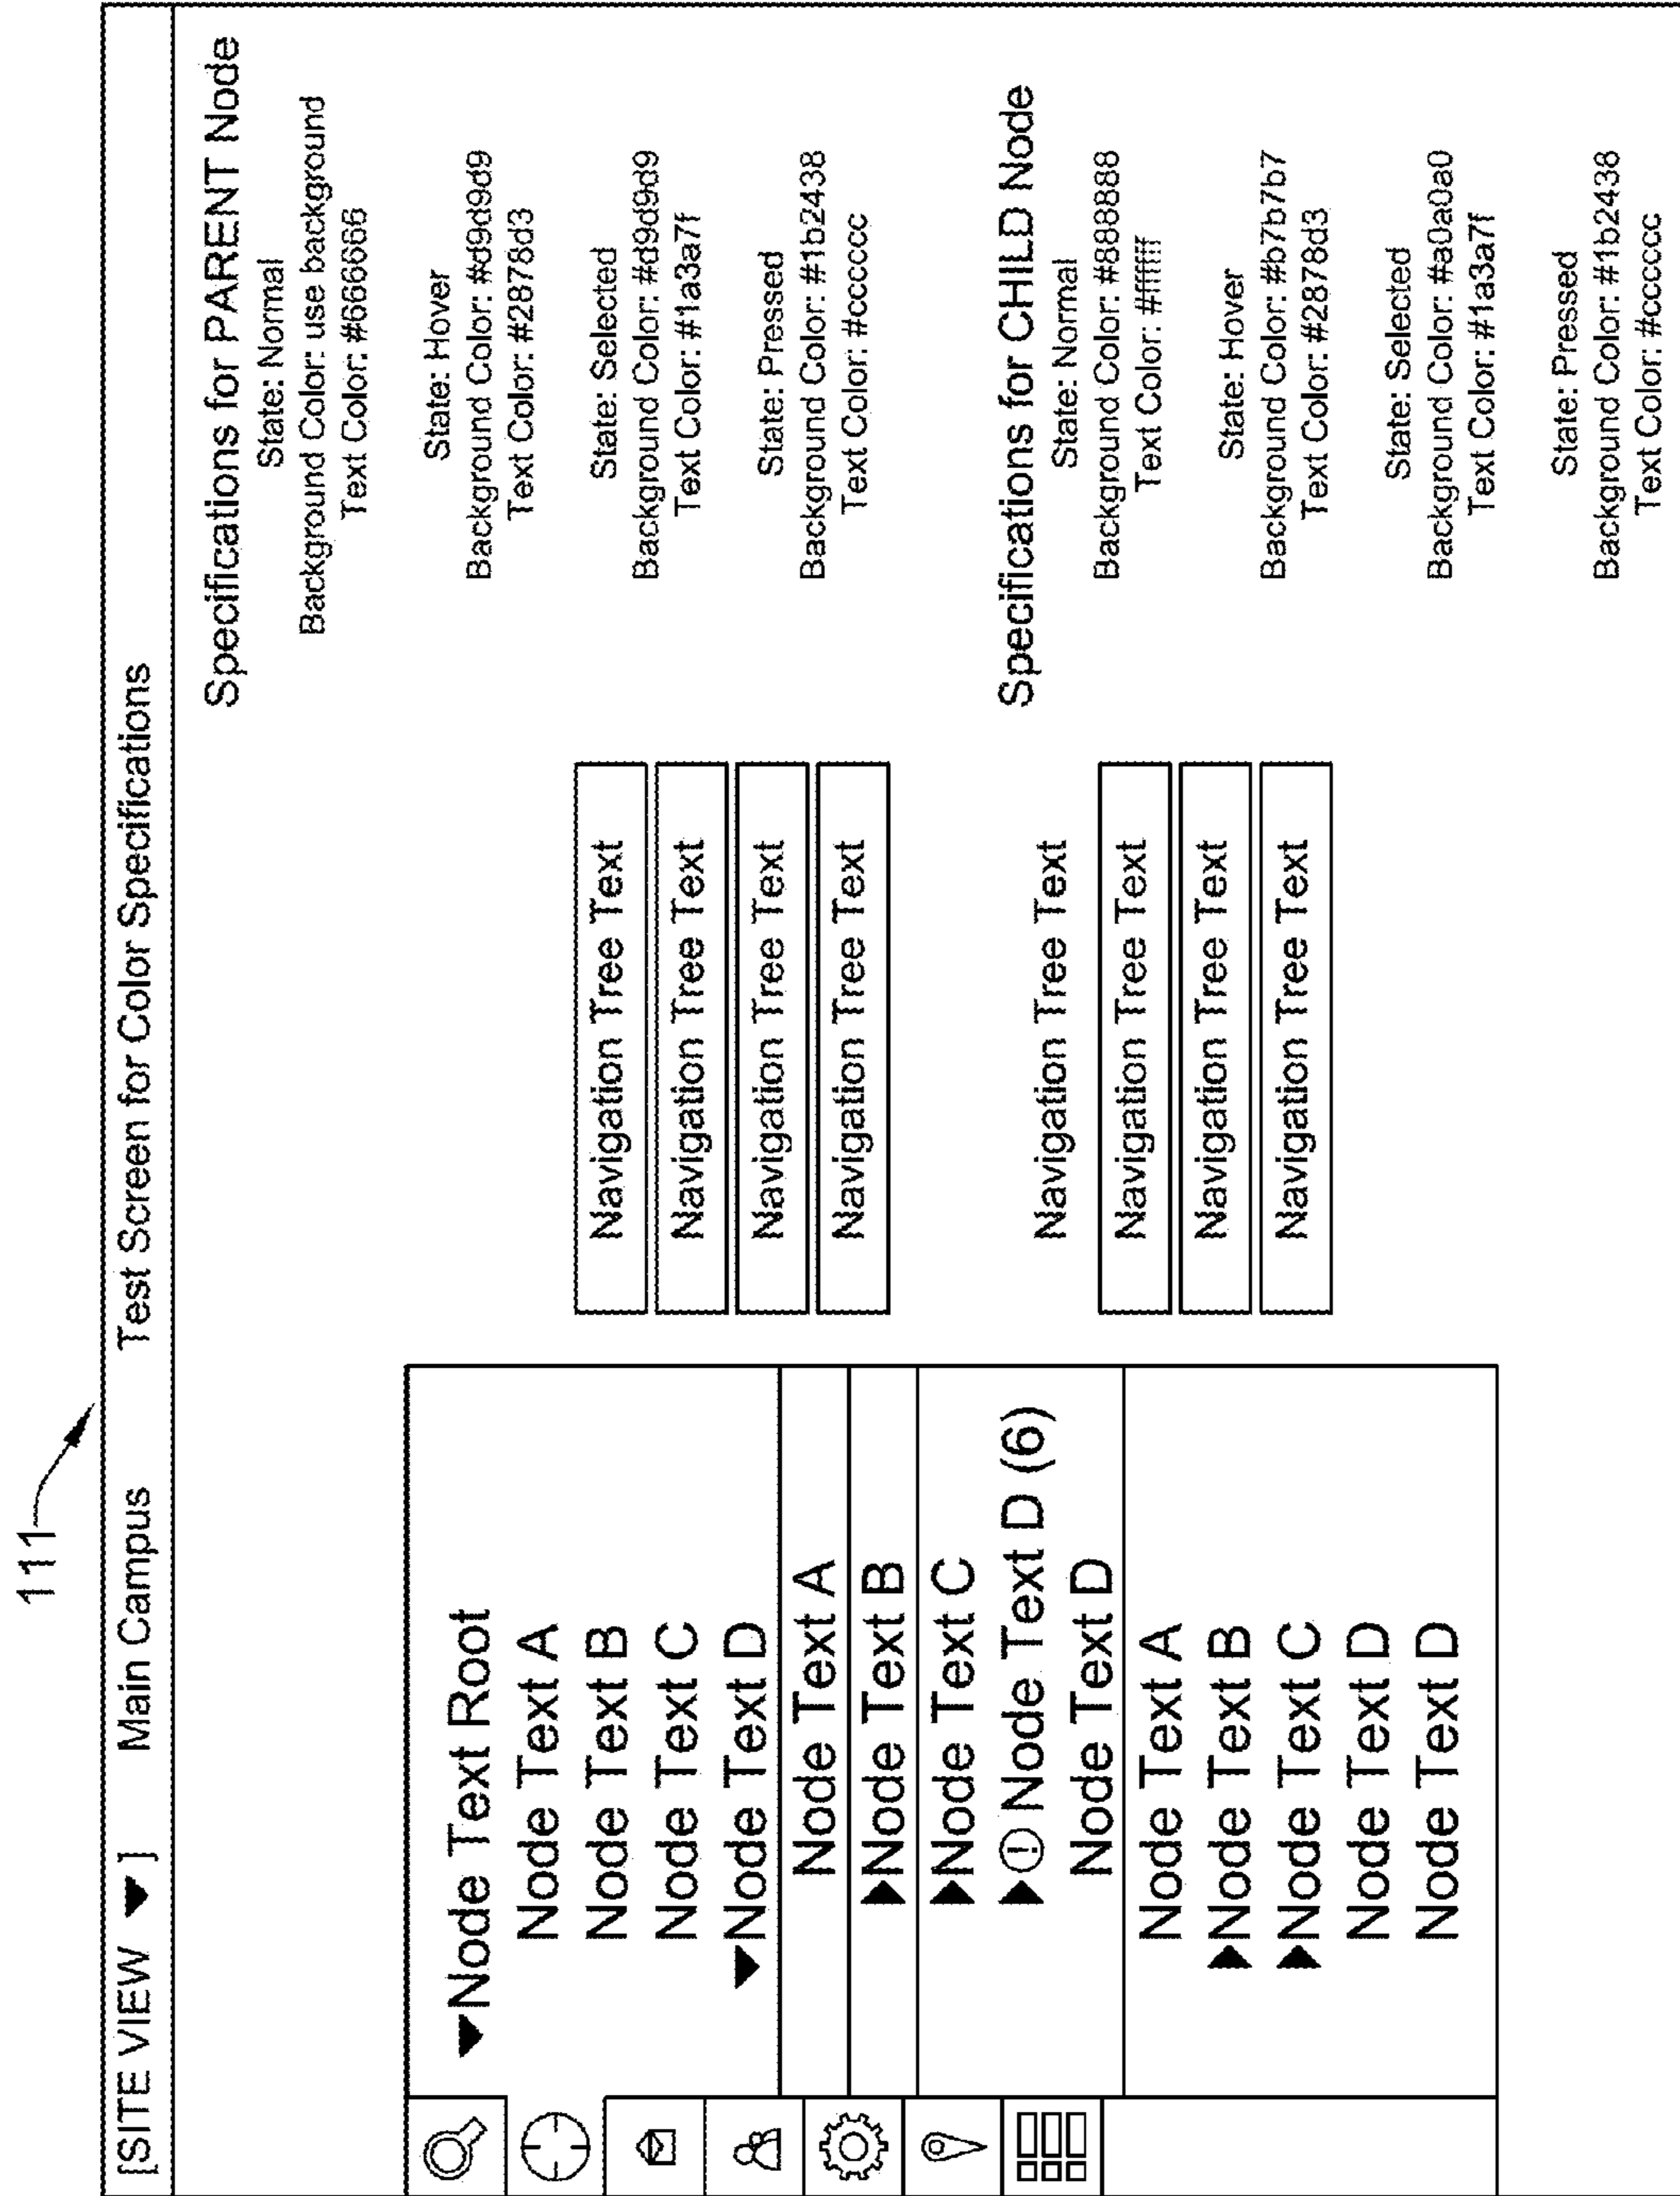 111
[SITE VIEW ▼] Main Campus Test Screen for Color Specifications
▼Node Text Root
Node Text A
Node Text B
Node Text C
▼Node Text D
Node Text A
▶Node Text B
▶Node Text C
▶! Node Text D (6)
Node Text D
Node Text A
▶Node Text B
▶Node Text C
Node Text D
Node Text D
Navigation Tree Text
Navigation Tree Text
Navigation Tree Text
Navigation Tree Text
Navigation Tree Text
Navigation Tree Text
Navigation Tree Text
Navigation Tree Text
Specifications for PARENT Node
State: Normal
Background Color: use background
Text Color: #666666
State: Hover
Background Color: #d9d9d9
Text Color: #2878d3
State: Selected
Background Color: #d9d9d9
Text Color: #1a3a7f
State: Pressed
Background Color: #1b2438
Text Color: #cccccc
Specifications for CHILD Node
State: Normal
Background Color: #888888
Text Color: #ffffff
State: Hover
Background Color: #b7b7b7
Text Color: #2878d3
State: Selected
Background Color: #a0a0a0
Text Color: #1a3a7f
State: Pressed
Background Color: #1b2438
Text Color: #cccccc